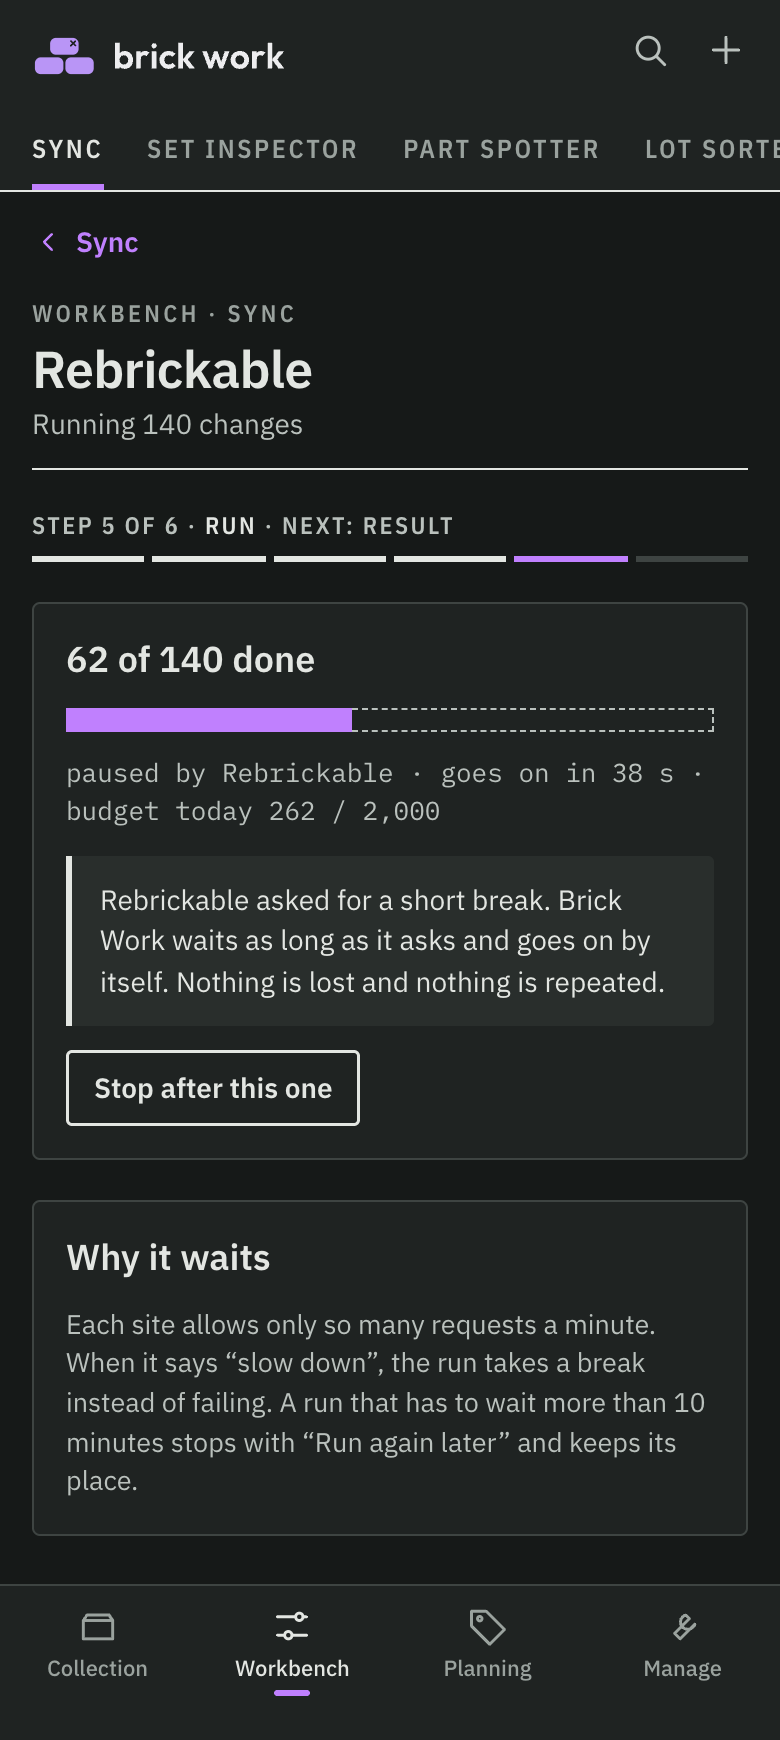 brick work
SYNC SET INSPECTOR PART SPOTTER LOT SORTE
Sync
WORKBENCH · SYNC
Rebrickable
Running 140 changes
STEP 5 OF 6 · RUN · NEXT: RESULT
62 of 140 done
paused by Rebrickable · goes on in 38 s ·
budget today 262 / 2,000
Rebrickable asked for a short break. Brick
Work waits as long as it asks and goes on by
itself. Nothing is lost and nothing is repeated.
Stop after this one
Why it waits
Each site allows only so many requests a minute.
When it says “slow down”, the run takes a break
instead of failing. A run that has to wait more than 10
minutes stops with “Run again later” and keeps its
place.
Collection Workbench Planning Manage